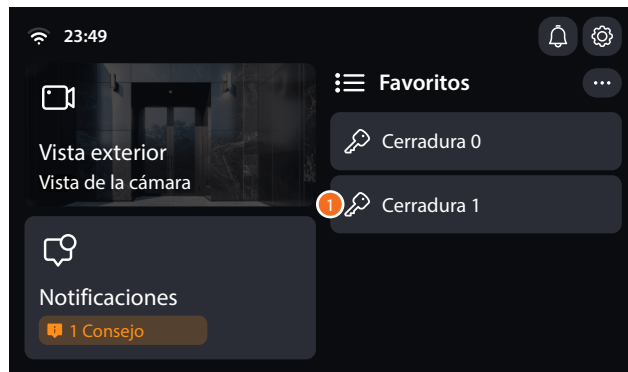 23:49
Favoritos
Cerradura 0
1 Cerradura 1
Vista exterior
Vista de la cámara
Notificaciones
1 Consejo